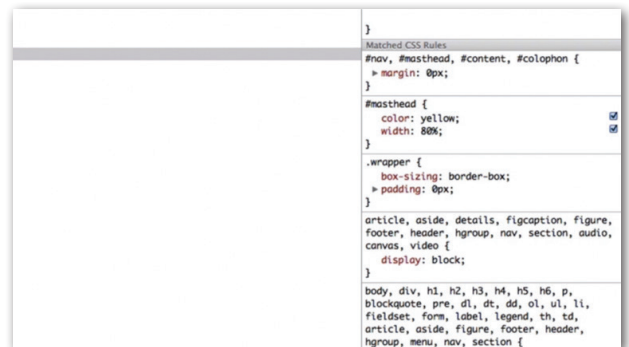 }
Matched CSS Rules
#nav, #masthead, #content, #colophon {
▶ margin: 0px;
}
#masthead {
color: yellow;
width: 80%;
}
.wrapper {
box-sizing: border-box;
▶ padding: 0px;
}
article, aside, details, figcaption, figure,
footer, header, hgroup, nav, section, audio,
canvas, video {
display: block;
}
body, div, h1, h2, h3, h4, h5, h6, p,
blockquote, pre, dl, dt, dd, ol, ul, li,
fieldset, form, label, legend, th, td,
article, aside, figure, footer, header,
hgroup, menu, nav, section {